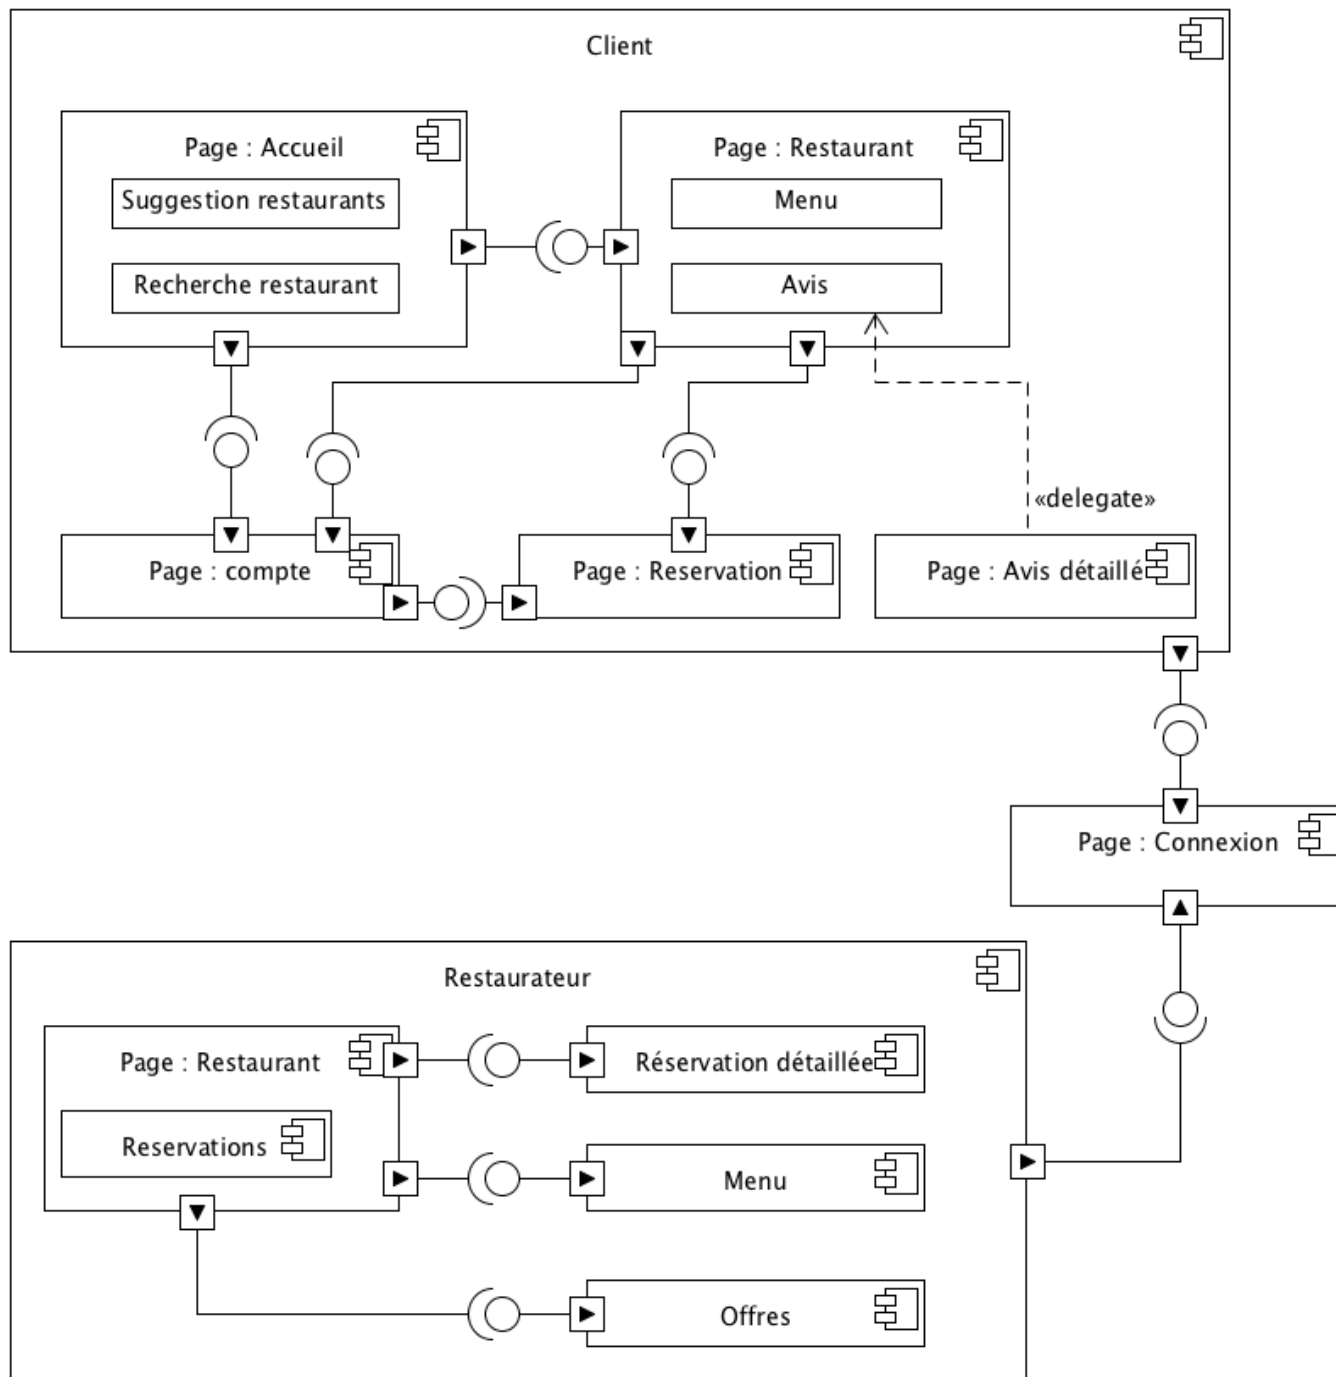 Client
Page : Accueil
Suggestion restaurants
Recherche restaurant
Page : Restaurant
Menu
Avis
«delegate»
Page : compte
Page : Reservation
Page : Avis détaillé
Page : Connexion
Restaurateur
Page : Restaurant
Reservations
Réservation détaillée
Menu
Offres